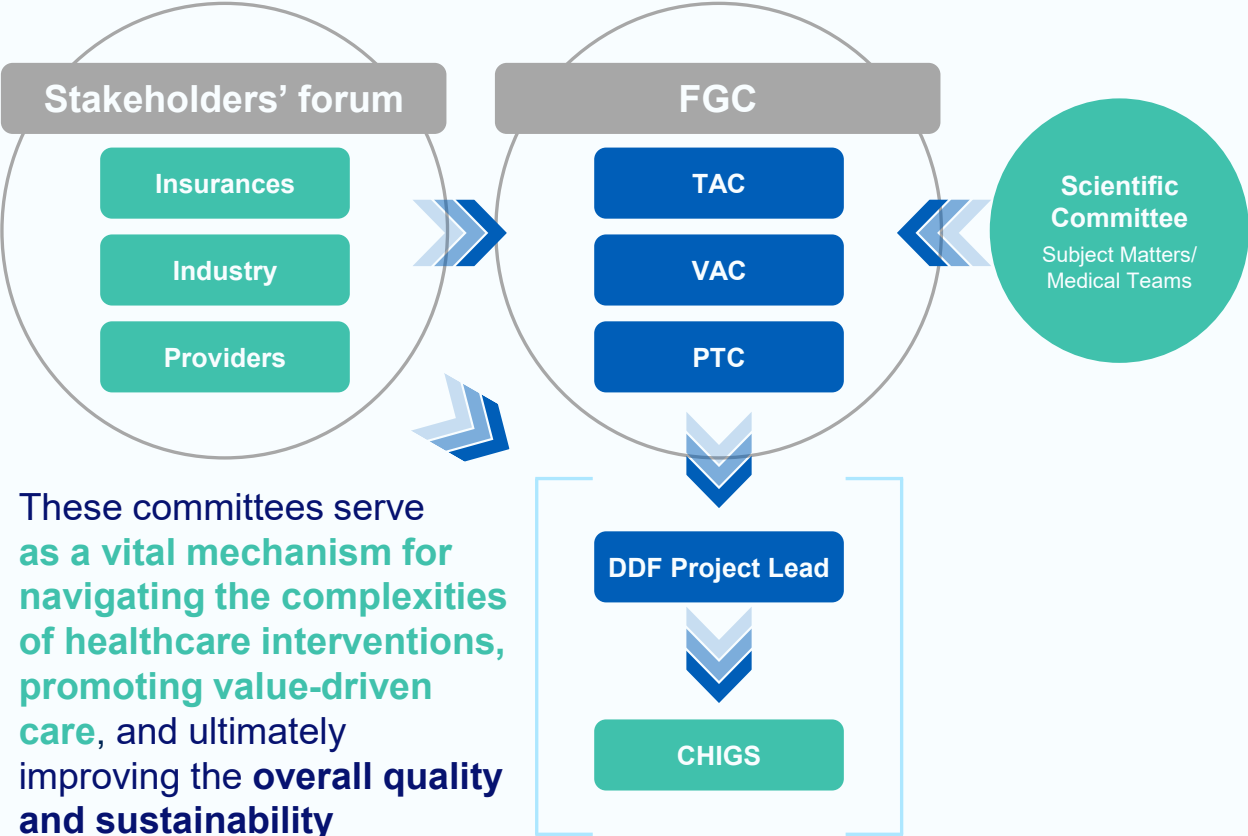 Stakeholders’ forum
Insurances
Industry
Providers
FGC
TAC
VAC
PTC
Scientific
Committee
Subject Matters/
Medical Teams
DDF Project Lead
CHIGS
These committees serve
as a vital mechanism for
navigating the complexities
of healthcare interventions,
promoting value-driven
care, and ultimately
improving the overall quality
and sustainability